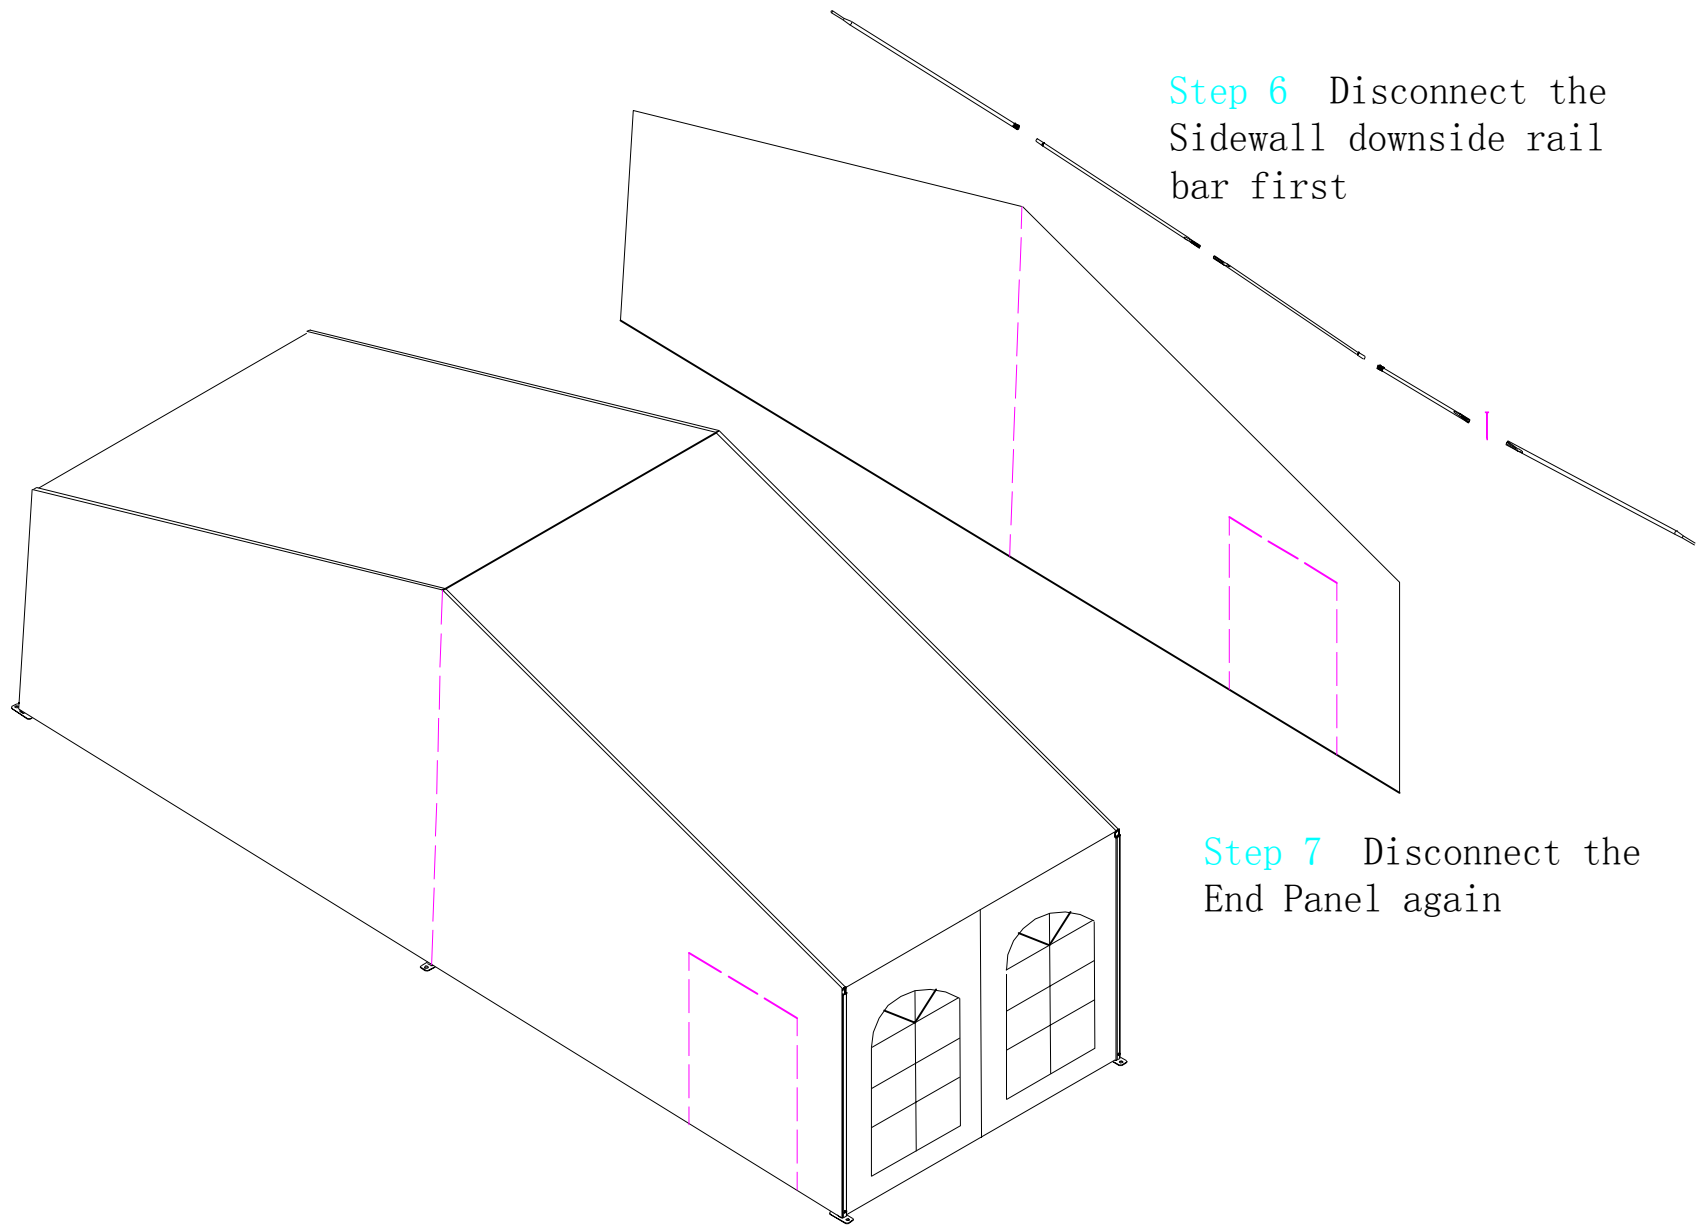 Step 6 Disconnect the
Sidewall downside rail
bar first
Step 7 Disconnect the
End Panel again